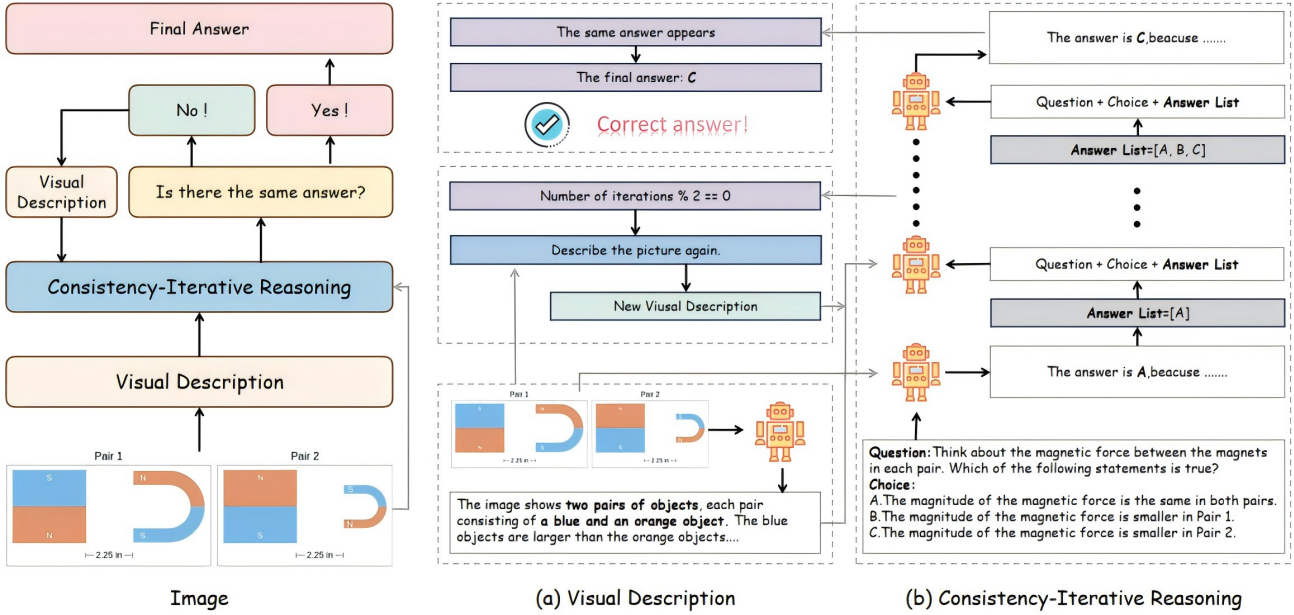 Final Answer
No !
Yes !
Visual
Description
Is there the same answer?
Consistency-Iterative Reasoning
Visual Description
Pair 1
Pair 2
S
N
N
S
2.25 in
N
S
S
N
2.25 in
Image
The same answer appears
The final answer: C
Correct answer!
Number of iterations % 2 == 0
Describe the picture again.
New Viusal Dsecription
Pair 1
Pair 2
S
N
N
S
2.25 in
N
S
S
N
2.25 in
The image shows two pairs of objects, each pair
consisting of a blue and an orange object. The blue
objects are larger than the orange objects....
(a) Visual Description
The answer is C,beacuse .......
Question + Choice + Answer List
Answer List=[A, B, C]
Question + Choice + Answer List
Answer List=[A]
The answer is A,beacuse .......
Question: Think about the magnetic force between the magnets
in each pair. Which of the following statements is true?
Choice:
A.The magnitude of the magnetic force is the same in both pairs.
B.The magnitude of the magnetic force is smaller in Pair 1.
C.The magnitude of the magnetic force is smaller in Pair 2.
(b) Consistency-Iterative Reasoning